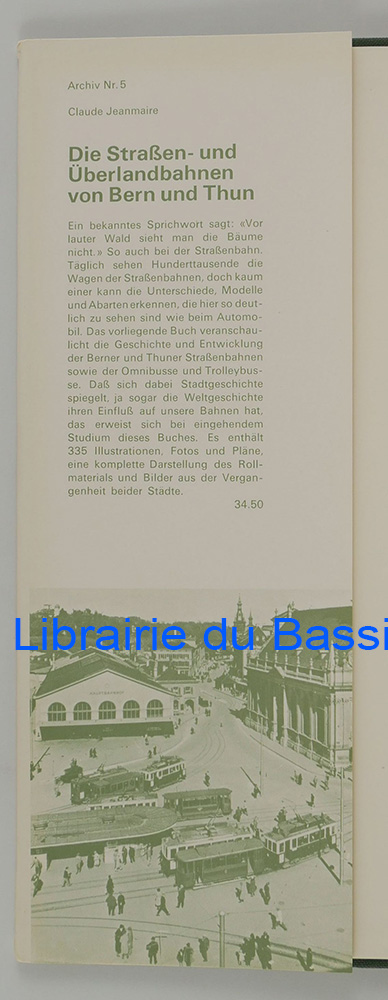 Archiv Nr. 5
Claude Jeanmaire
Die Straßen- und
Überlandbahnen
von Bern und Thun
Ein bekanntes Sprichwort sagt: «Vor
lauter Wald sieht man die Bäume
nicht.» So auch bei der Straßenbahn.
Täglich sehen Hunderttausende die
Wagen der Straßenbahnen, doch kaum
einer kann die Unterschiede, Modelle
und Abarten erkennen, die hier so deut-
lich zu sehen sind wie beim Automo-
bil. Das vorliegende Buch veranschau-
licht die Geschichte und Entwicklung
der Berner und Thuner Straßenbahnen
sowie der Omnibusse und Trolleybus-
se. Daß sich dabei Stadtgeschichte
spiegelt, ja sogar die Weltgeschichte
ihren Einfluß auf unsere Bahnen hat,
das erweist sich bei eingehendem
Studium dieses Buches. Es enthält
335 Illustrationen, Fotos und Pläne,
eine komplette Darstellung des Roll-
materials und Bilder aus der Vergan-
genheit beider Städte.
34.50
Librairie du Bassi